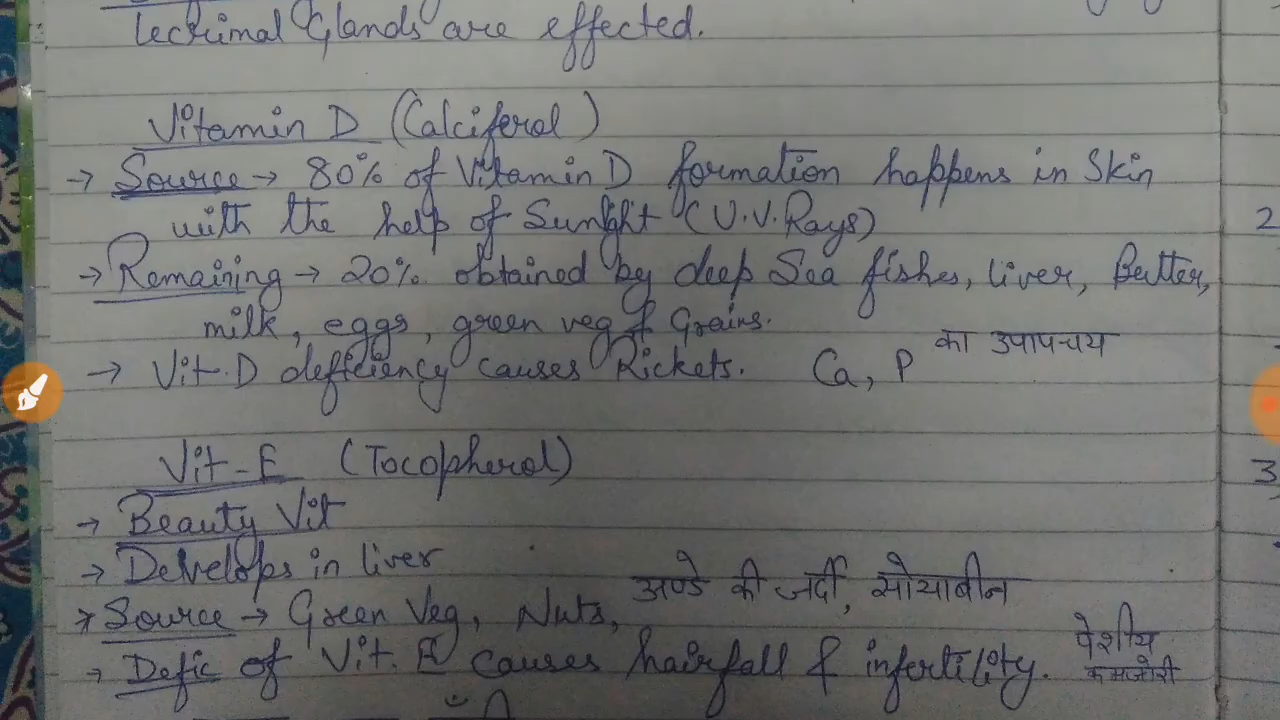 Lecrimal Glands are effected.
Vitamin D (Calciferol)
→ Source → 80% of Vitamin D formation happens in Skin
with the help of Sunlight (U.V. Rays)
→ Remaining → 20% obtained by deep Sea fishes, liver, Butter,
milk, eggs, green veg & Grains.
→ Vit. D defficiency causes Rickets. Ca, P का उपापचय
Vit-E (Tocopherol)
→ Beauty Vit
→ Develops in liver
→ Source → Green Veg, Nuts, अण्डे की जर्दी, सोयाबीन
→ Defic of Vit. E causes hairfall & infertility. पेशीय
कमजोरी
2
3